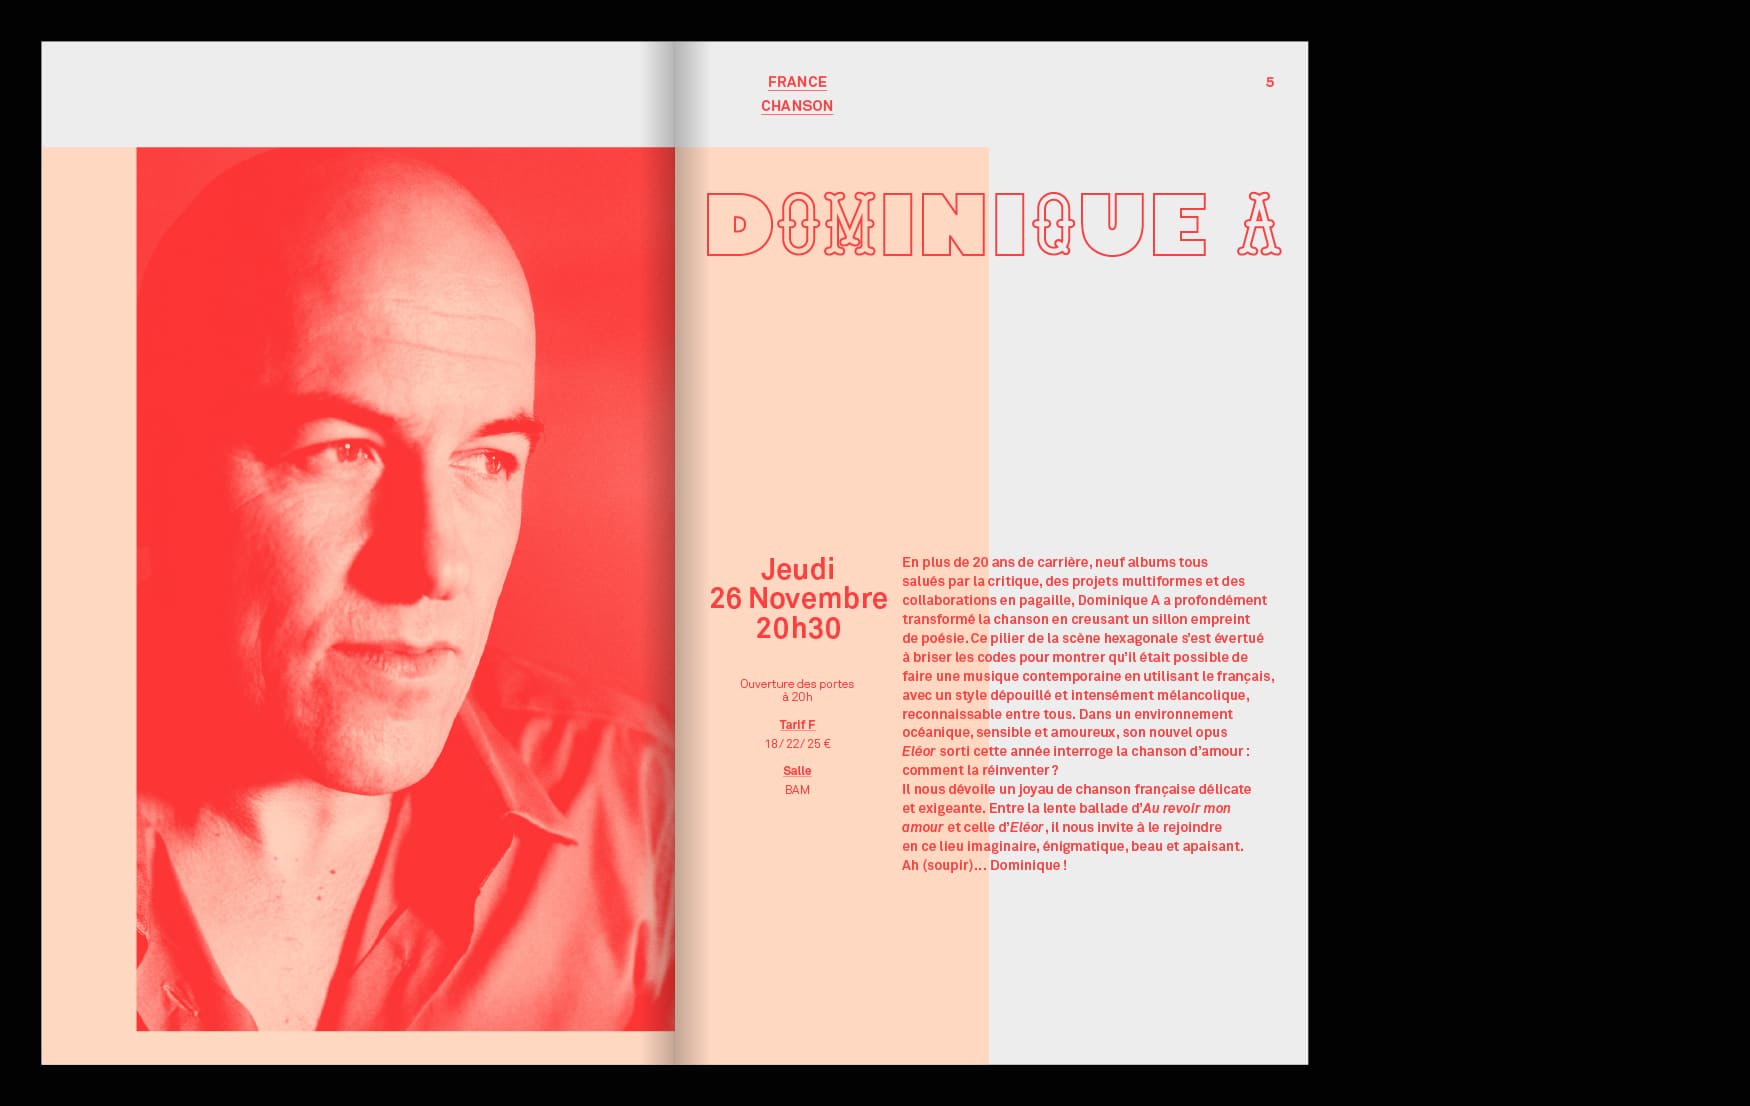 FRANCE
CHANSON
5
DOMINIQUE A
Jeudi
26 Novembre
20h30
Ouverture des portes
à 20h
Tarif F
18 / 22 / 25 €
Salle
BAM
En plus de 20 ans de carrière, neuf albums tous
salués par la critique, des projets multiformes et des
collaborations en pagaille, Dominique A a profondément
transformé la chanson en creusant un sillon empreint
de poésie. Ce pilier de la scène hexagonale s’est évertué
à briser les codes pour montrer qu’il était possible de
faire une musique contemporaine en utilisant le français,
avec un style dépouillé et intensément mélancolique,
reconnaissable entre tous. Dans un environnement
océanique, sensible et amoureux, son nouvel opus
Eléor sorti cette année interroge la chanson d’amour :
comment la réinventer ?
Il nous dévoile un joyau de chanson française délicate
et exigeante. Entre la lente ballade d’Au revoir mon
amour et celle d’Eléor, il nous invite à le rejoindre
en ce lieu imaginaire, énigmatique, beau et apaisant.
Ah (soupir)... Dominique !